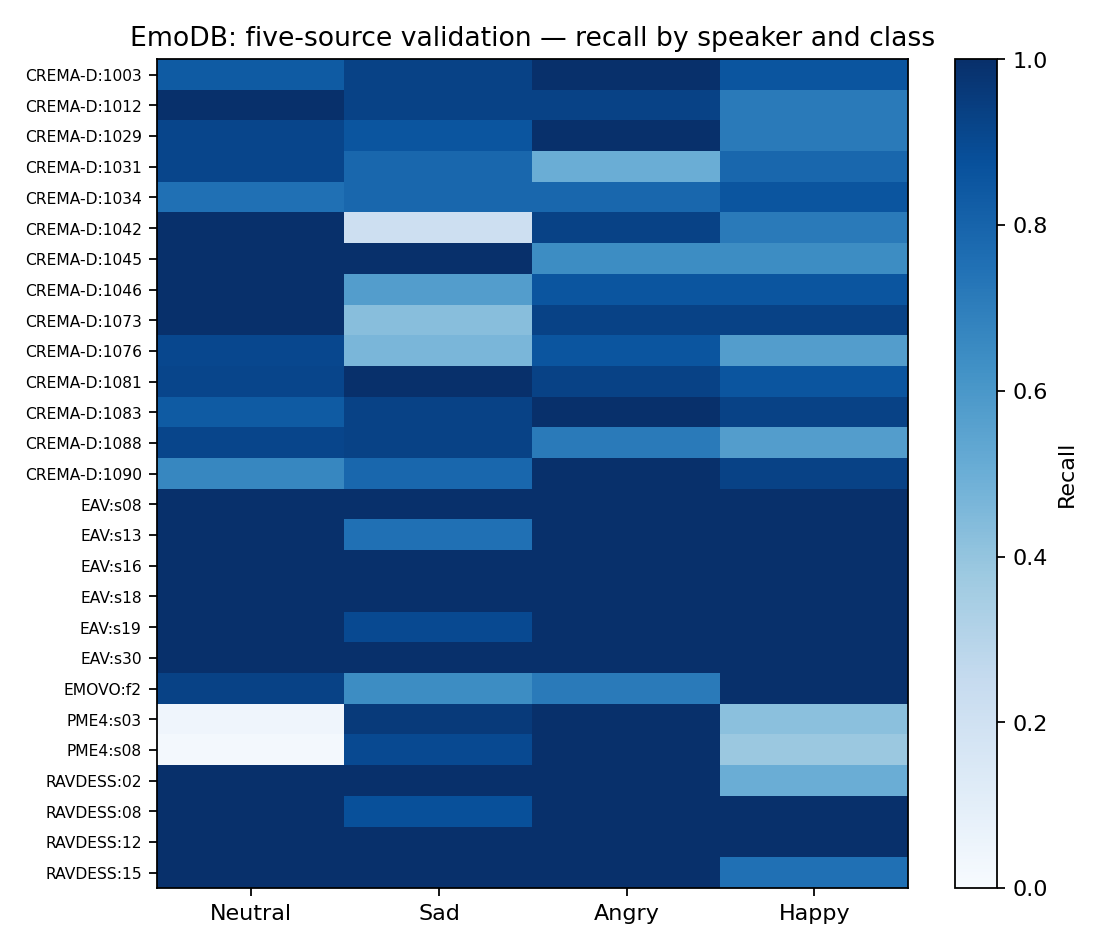 EmoDB: five-source validation — recall by speaker and class
CREMA-D:1003
CREMA-D:1012
CREMA-D:1029
CREMA-D:1031
CREMA-D:1034
CREMA-D:1042
CREMA-D:1045
CREMA-D:1046
CREMA-D:1073
CREMA-D:1076
CREMA-D:1081
CREMA-D:1083
CREMA-D:1088
CREMA-D:1090
EAV:s08
EAV:s13
EAV:s16
EAV:s18
EAV:s19
EAV:s30
EMOVO:f2
PME4:s03
PME4:s08
RAVDESS:02
RAVDESS:08
RAVDESS:12
RAVDESS:15
Neutral Sad Angry Happy
1.0
0.8
0.6
0.4
0.2
0.0
Recall